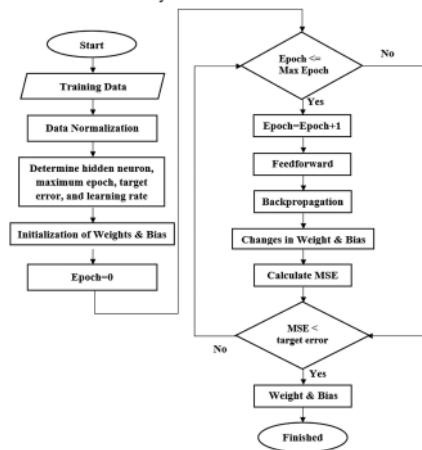 Start
Training Data
Data Normalization
Determine hidden neuron,
maximum epoch, target
error, and learning rate
Initialization of Weights & Bias
Epoch=0
Epoch <=
Max Epoch
No
Yes
Epoch=Epoch+1
Feedforward
Backpropagation
Changes in Weight & Bias
Calculate MSE
MSE <
target error
No
Yes
Weight & Bias
Finished